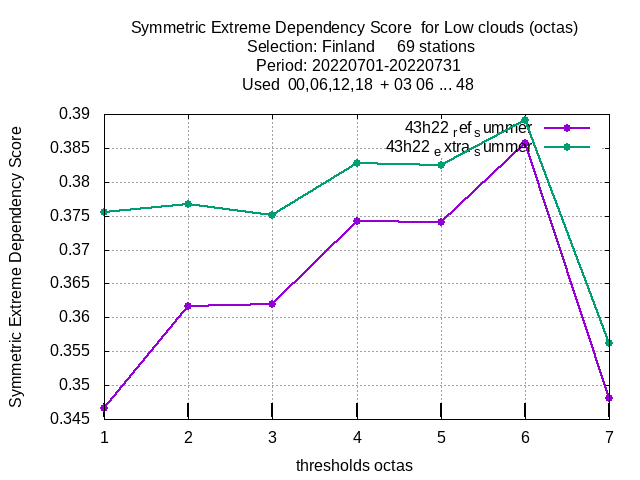 Symmetric Extreme Dependency Score for Low clouds (octas)
Selection: Finland 69 stations
Period: 20220701-20220731
Used 00,06,12,18 + 03 06 ... 48
43h22 ref summer
43h22 extra summer
Symmetric Extreme Dependency Score
0.39
0.385
0.38
0.375
0.37
0.365
0.36
0.355
0.35
0.345
1 2 3 4 5 6 7
thresholds octas